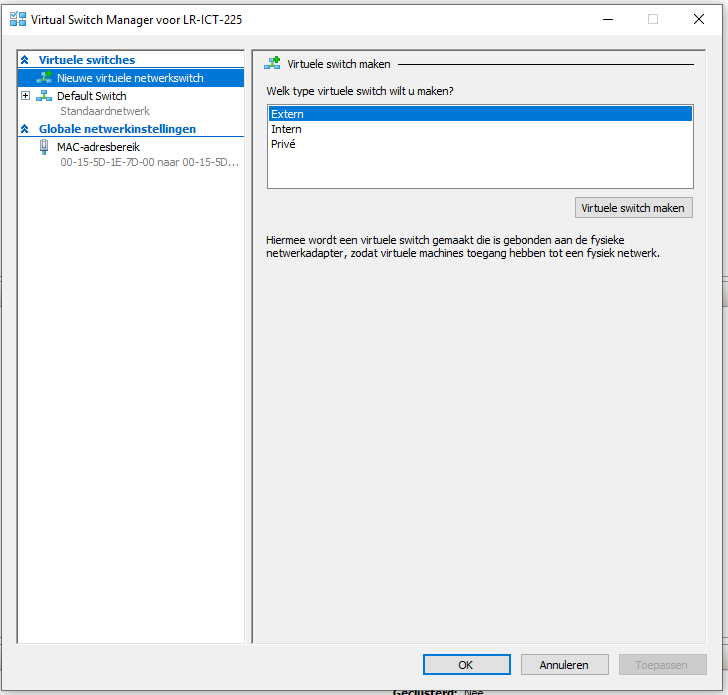 Virtual Switch Manager voor LR-ICT-225
Virtuele switches
Nieuwe virtuele netwerkswitch
Default Switch
Standaardnetwerk
Globale netwerkinstellingen
MAC-adresbereik
00-15-5D-1E-7D-00 naar 00-15-5D...
Virtuele switch maken
Welk type virtuele switch wilt u maken?
Extern
Intern
Privé
Virtuele switch maken
Hiermee wordt een virtuele switch gemaakt die is gebonden aan de fysieke
netwerkadapter, zodat virtuele machines toegang hebben tot een fysiek netwerk.
OK
Annuleren
Toepassen
Geclusterd: Nee